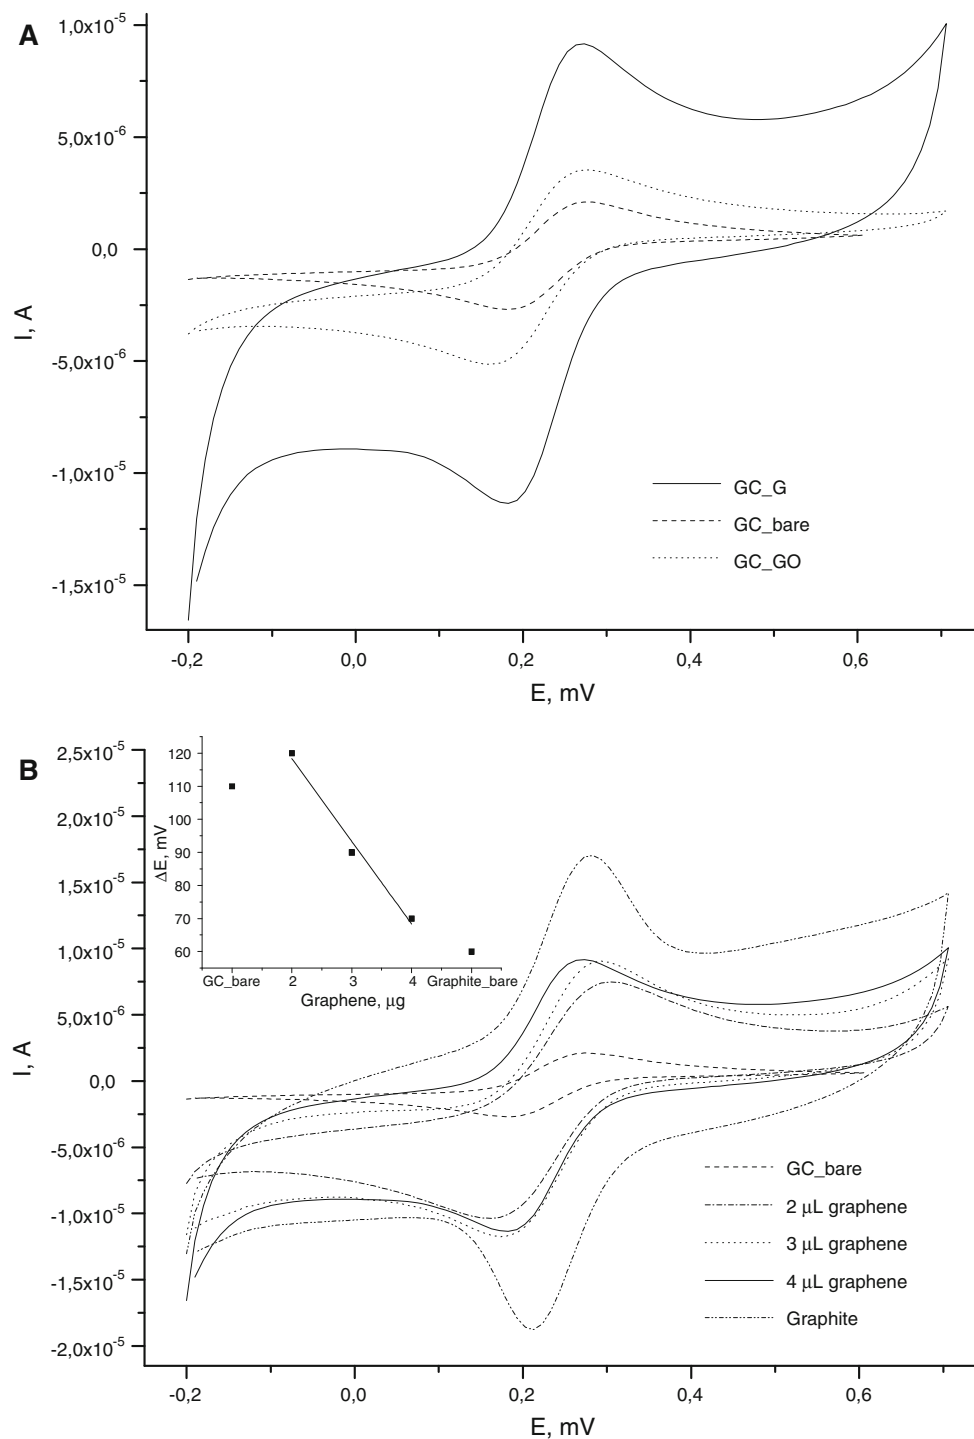 A
1,0x10⁻⁵
5,0x10⁻⁶
0,0
-5,0x10⁻⁶
-1,0x10⁻⁵
-1,5x10⁻⁵
I, A
GC_G
GC_bare
GC_GO
-0,2 0,0 0,2 0,4 0,6
E, mV
B
2,5x10⁻⁵
2,0x10⁻⁵
1,5x10⁻⁵
1,0x10⁻⁵
5,0x10⁻⁶
0,0
-5,0x10⁻⁶
-1,0x10⁻⁵
-1,5x10⁻⁵
-2,0x10⁻⁵
I, A
120
110
100
90
80
70
60
ΔE, mV
GC_bare 2 3 4 Graphite_bare
Graphene, μg
GC_bare
2 μL graphene
3 μL graphene
4 μL graphene
Graphite
-0,2 0,0 0,2 0,4 0,6
E, mV